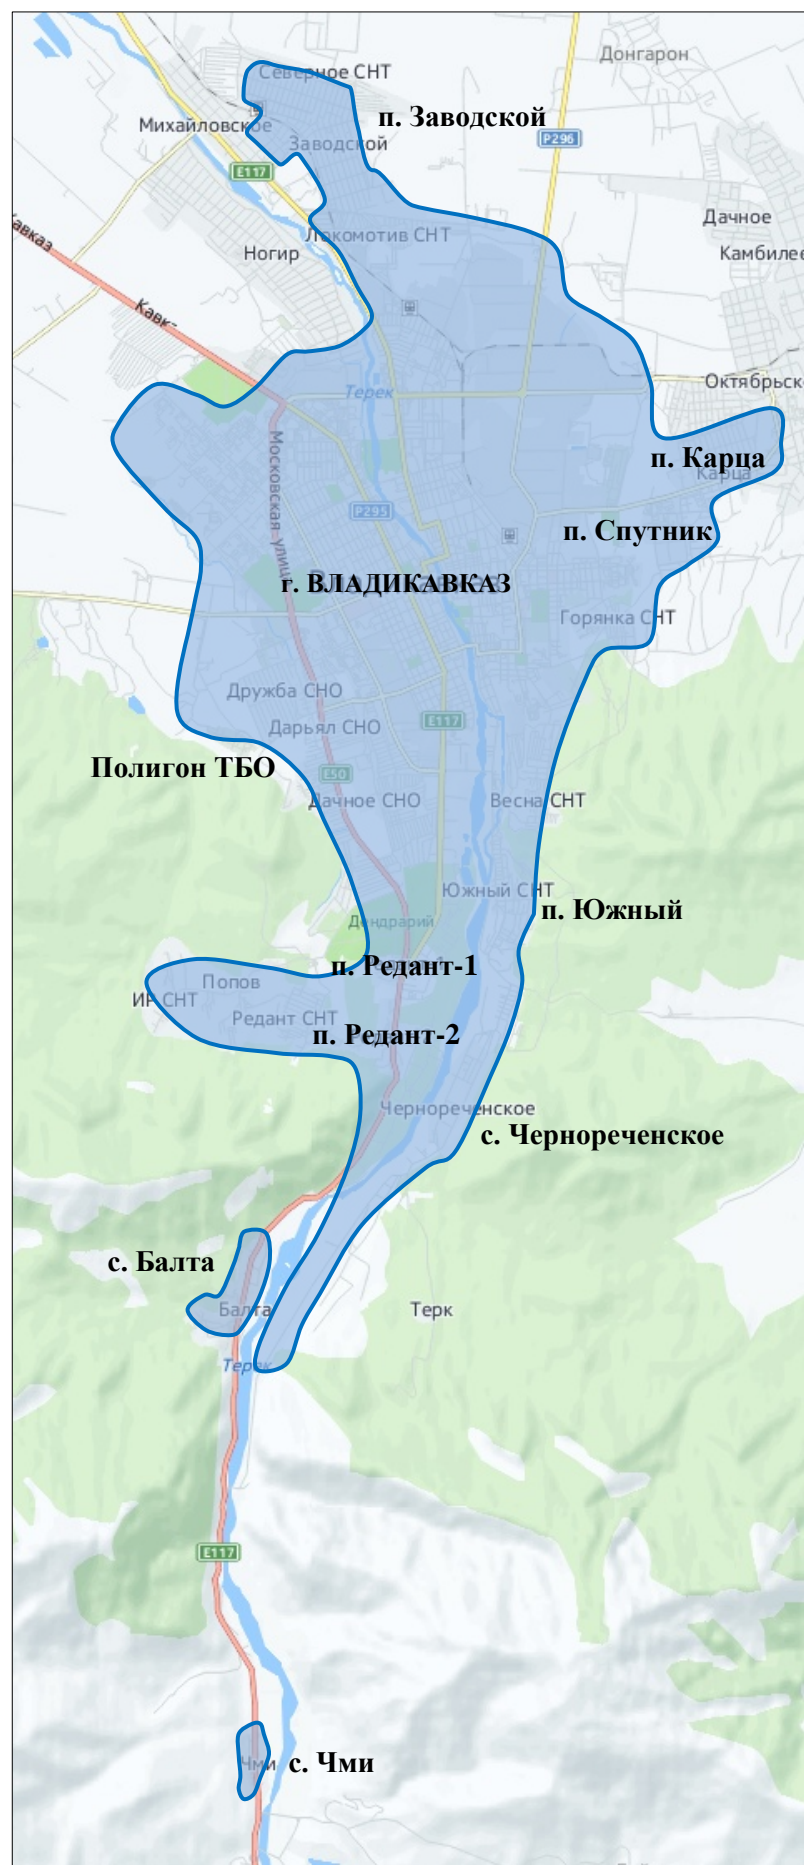 Донгарон
Северное СНТ
п. Заводской
Михайловское
P296
Заводской
E117
Дачное
Кавказ
Локомотив СНТ
Ногир
Камбилее
Кавк
Терек
Октябрьск
Московская улиц
п. Карца
Карца
P295
п. Спутник
г. ВЛАДИКАВКАЗ
Горянка СНТ
Дружба СНО
E117
Дарьял СНО
Полигон ТБО
E50
Дачное СНО
Весна СНТ
Южный СНТ
п. Южный
Дендрарий
п. Редант-1
Попов
ИР СНТ
Редант СНТ
п. Редант-2
Чернореченское
с. Чернореченское
с. Балта
Балта
Терк
Терек
E117
с. Чми
Чми